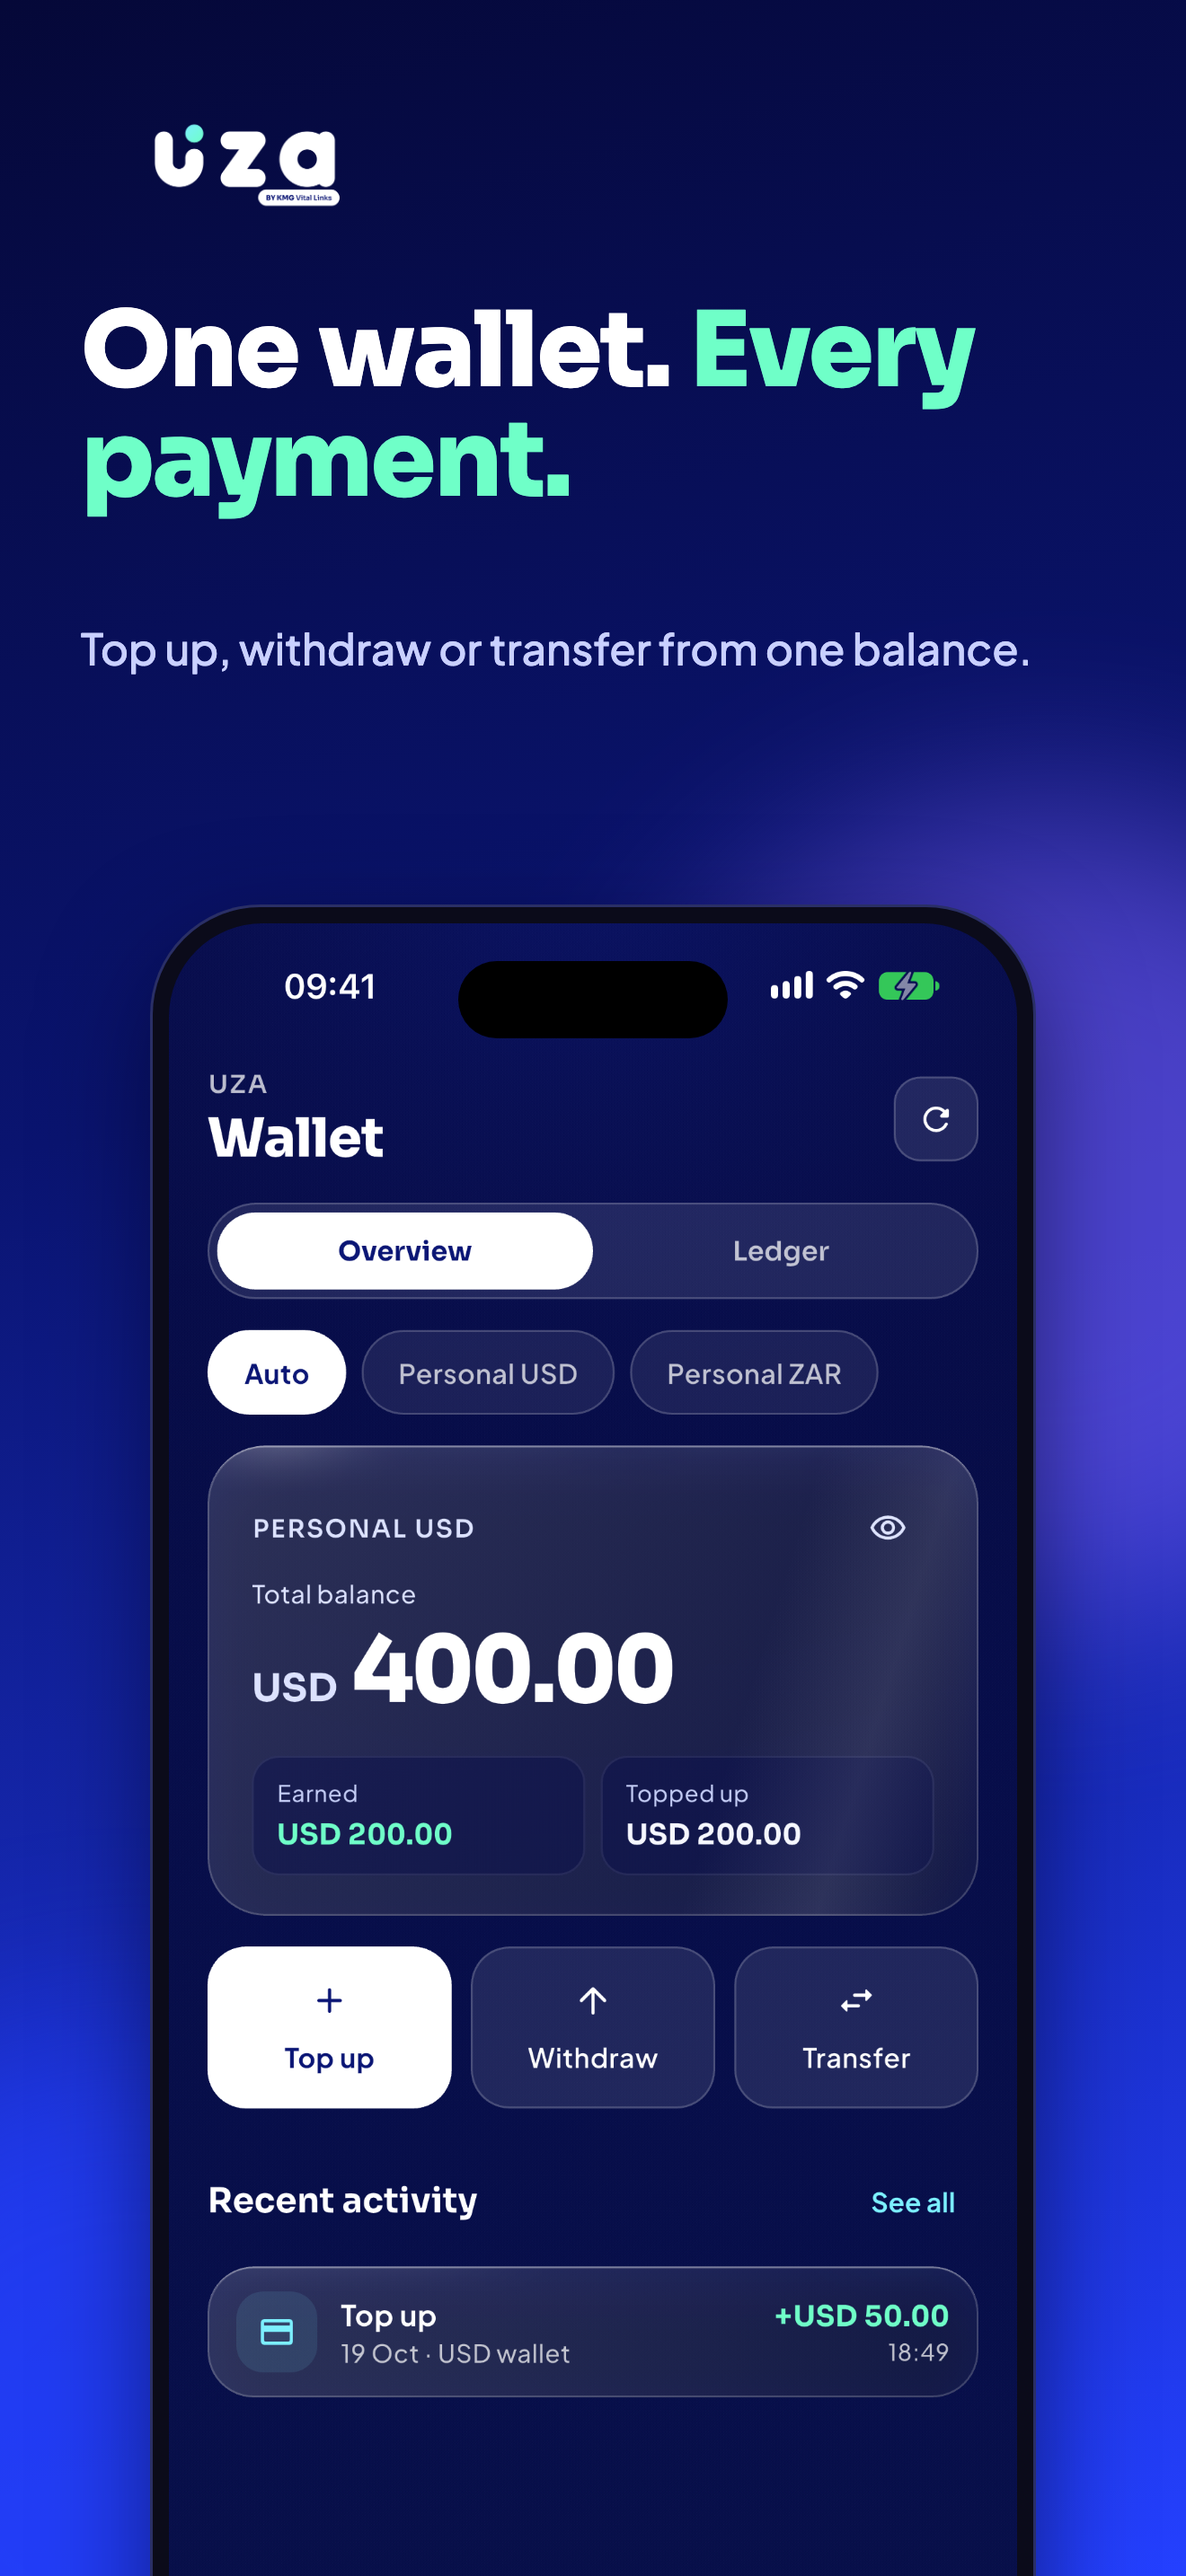 uza
BY KMG Vital Links
One wallet. Every
payment.
Top up, withdraw or transfer from one balance.
09:41
UZA
Wallet
Overview
Ledger
Auto
Personal USD
Personal ZAR
PERSONAL USD
Total balance
USD 400.00
Earned
USD 200.00
Topped up
USD 200.00
Top up
Withdraw
Transfer
Recent activity
See all
Top up
+USD 50.00
19 Oct · USD wallet
18:49